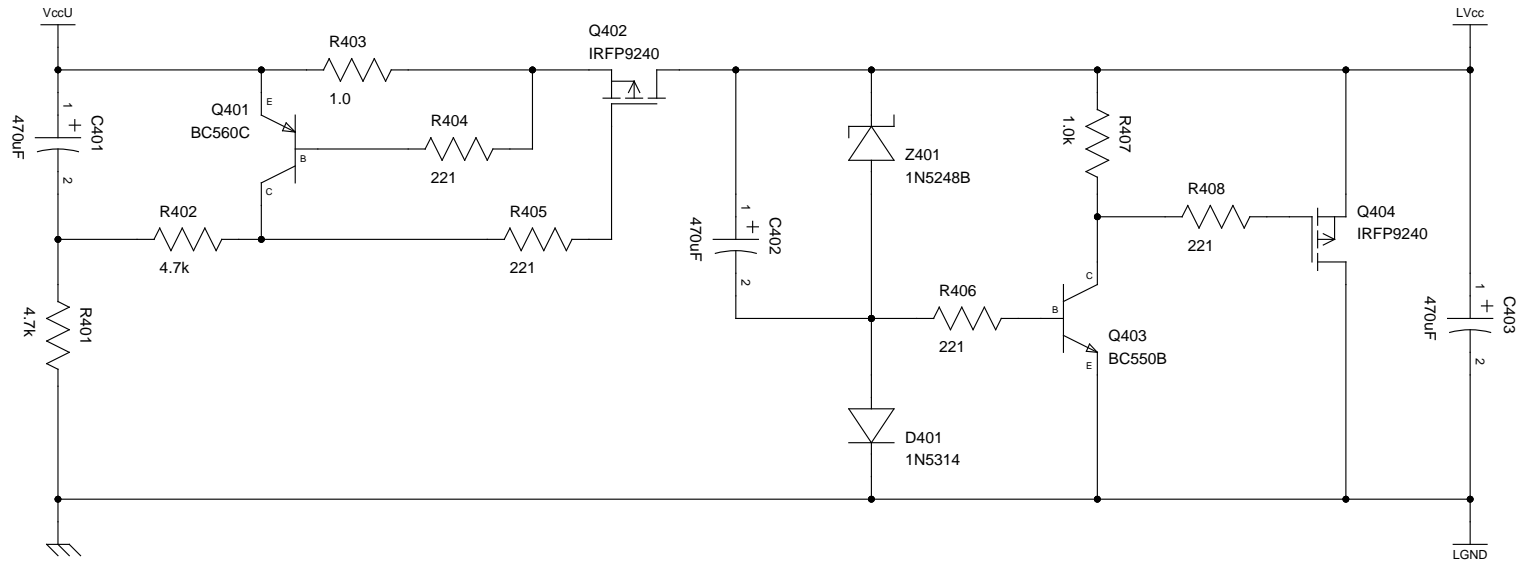 VccU
LVcc
Q402
IRFP9240
R403
1.0
E
Q401
BC560C
B
C
R404
221
1
+
C401
470uF
2
R402
4.7k
R405
221
R401
4.7k
1
+
C402
470uF
2
Z401
1N5248B
R407
1.0k
R408
221
Q404
IRFP9240
C
B
E
R406
221
Q403
BC550B
D401
1N5314
1
+
C403
470uF
2
LGND